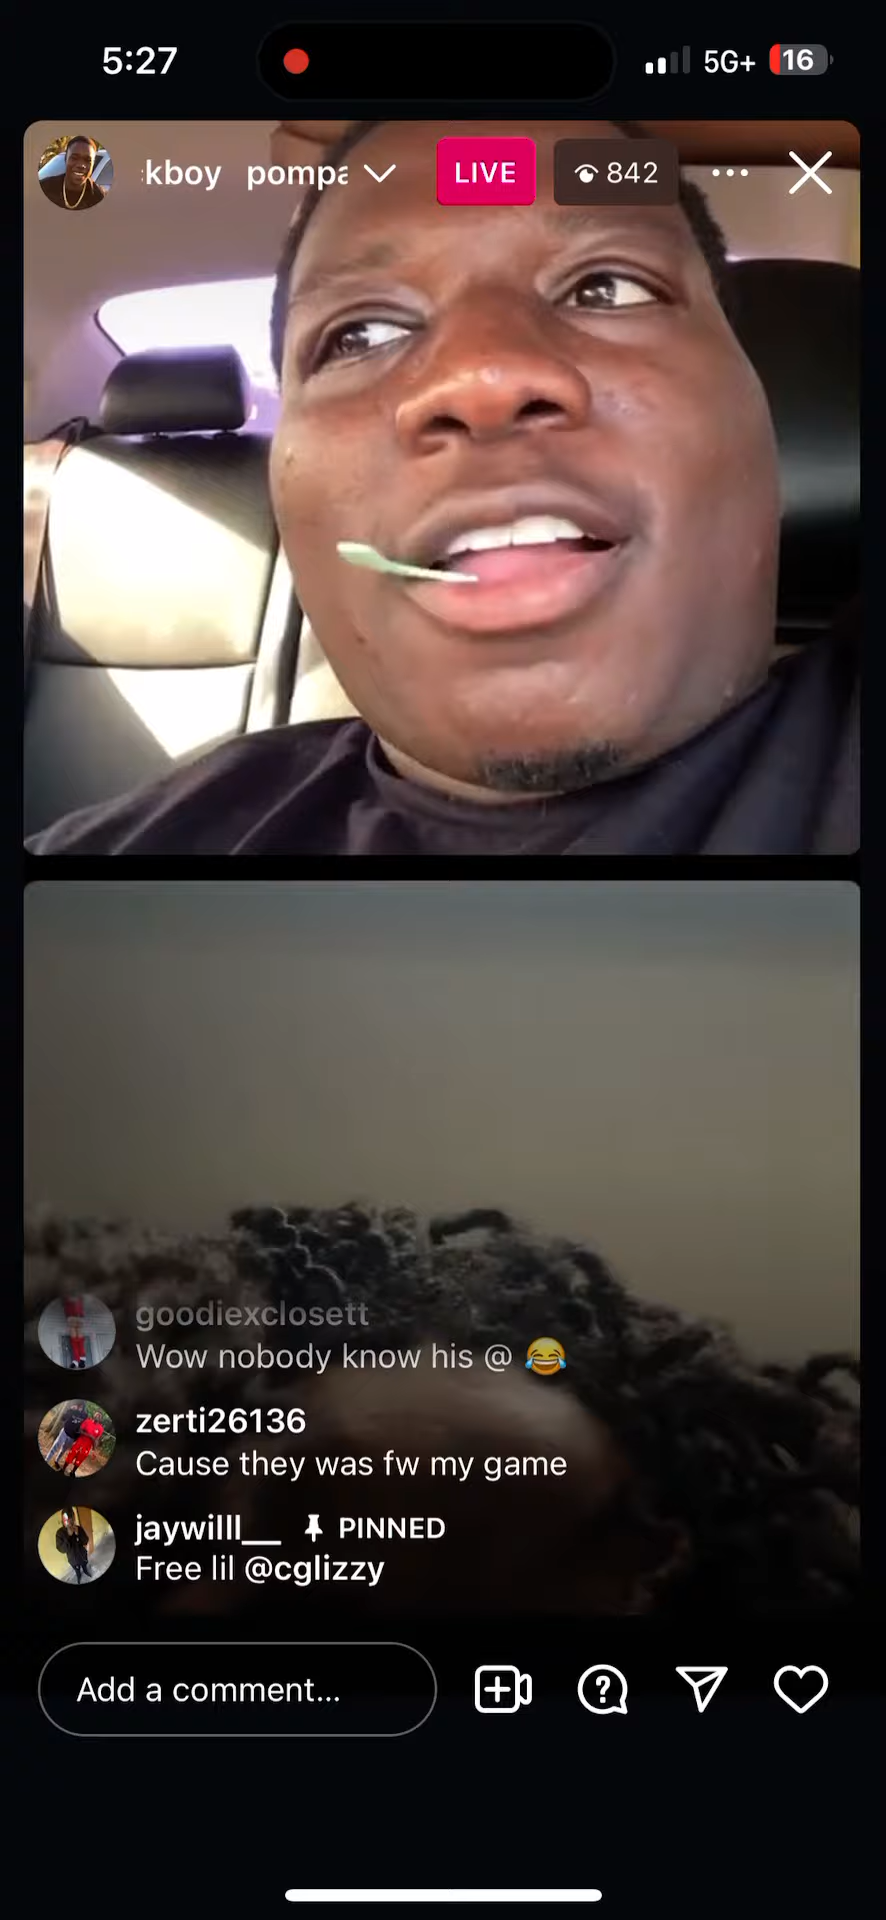 5:27
5G+
16
kboy pompa
LIVE
842
goodiexclosett
Wow nobody know his @ 😂
zerti26136
Cause they was fw my game
jaywilll__ PINNED
Free lil @cglizzy
Add a comment...